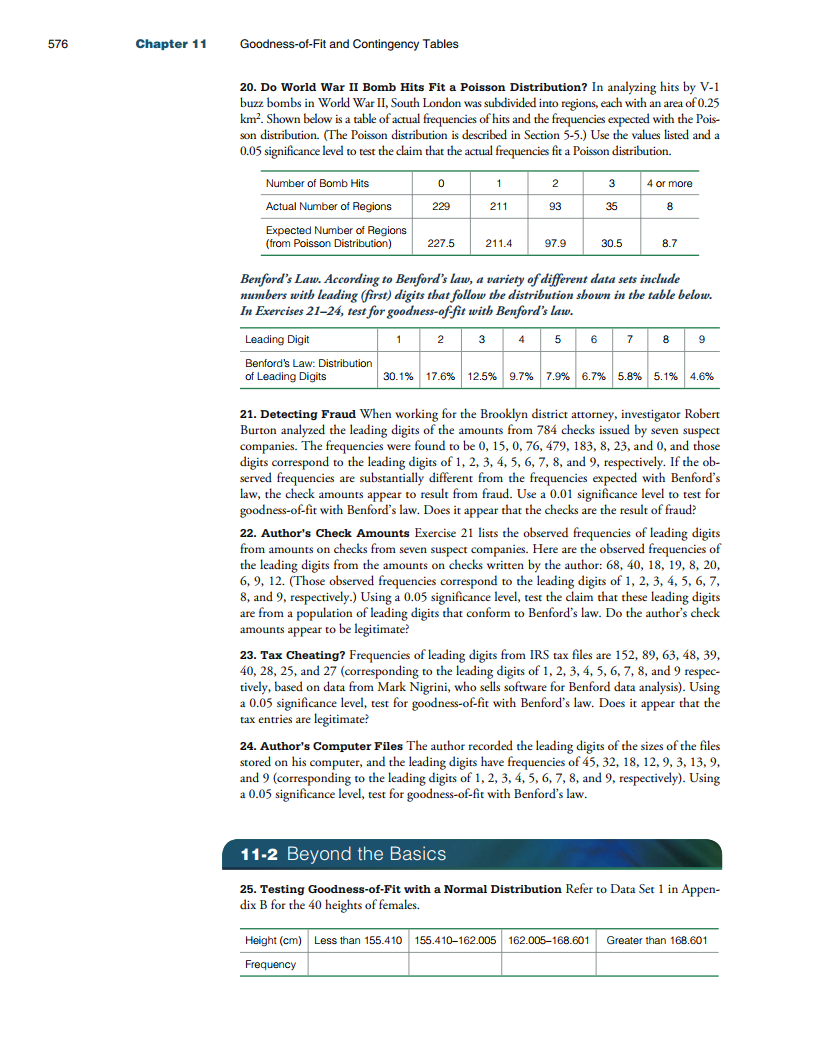 576 Chapter 11 Goodness-of-Fit and Contingency Tables
20. Do World War II Bomb Hits Fit a Poisson Distribution? In analyzing hits by V-1
buzz bombs in World War II, South London was subdivided into regions, each with an area of 0.25
km². Shown below is a table of actual frequencies of hits and the frequencies expected with the Pois-
son distribution. (The Poisson distribution is described in Section 5-5.) Use the values listed and a
0.05 significance level to test the claim that the actual frequencies fit a Poisson distribution.
Number of Bomb Hits 0 1 2 3 4 or more
Actual Number of Regions 229 211 93 35 8
Expected Number of Regions
(from Poisson Distribution) 227.5 211.4 97.9 30.5 8.7
Benford's Law. According to Benford's law, a variety of different data sets include
numbers with leading (first) digits that follow the distribution shown in the table below.
In Exercises 21–24, test for goodness-of-fit with Benford's law.
Leading Digit 1 2 3 4 5 6 7 8 9
Benford's Law: Distribution
of Leading Digits 30.1% 17.6% 12.5% 9.7% 7.9% 6.7% 5.8% 5.1% 4.6%
21. Detecting Fraud When working for the Brooklyn district attorney, investigator Robert
Burton analyzed the leading digits of the amounts from 784 checks issued by seven suspect
companies. The frequencies were found to be 0, 15, 0, 76, 479, 183, 8, 23, and 0, and those
digits correspond to the leading digits of 1, 2, 3, 4, 5, 6, 7, 8, and 9, respectively. If the ob-
served frequencies are substantially different from the frequencies expected with Benford's
law, the check amounts appear to result from fraud. Use a 0.01 significance level to test for
goodness-of-fit with Benford's law. Does it appear that the checks are the result of fraud?
22. Author's Check Amounts Exercise 21 lists the observed frequencies of leading digits
from amounts on checks from seven suspect companies. Here are the observed frequencies of
the leading digits from the amounts on checks written by the author: 68, 40, 18, 19, 8, 20,
6, 9, 12. (Those observed frequencies correspond to the leading digits of 1, 2, 3, 4, 5, 6, 7,
8, and 9, respectively.) Using a 0.05 significance level, test the claim that these leading digits
are from a population of leading digits that conform to Benford's law. Do the author's check
amounts appear to be legitimate?
23. Tax Cheating? Frequencies of leading digits from IRS tax files are 152, 89, 63, 48, 39,
40, 28, 25, and 27 (corresponding to the leading digits of 1, 2, 3, 4, 5, 6, 7, 8, and 9 respec-
tively, based on data from Mark Nigrini, who sells software for Benford data analysis). Using
a 0.05 significance level, test for goodness-of-fit with Benford's law. Does it appear that the
tax entries are legitimate?
24. Author's Computer Files The author recorded the leading digits of the sizes of the files
stored on his computer, and the leading digits have frequencies of 45, 32, 18, 12, 9, 3, 13, 9,
and 9 (corresponding to the leading digits of 1, 2, 3, 4, 5, 6, 7, 8, and 9, respectively). Using
a 0.05 significance level, test for goodness-of-fit with Benford's law.
11-2 Beyond the Basics
25. Testing Goodness-of-Fit with a Normal Distribution Refer to Data Set 1 in Appen-
dix B for the 40 heights of females.
Height (cm) Less than 155.410 155.410–162.005 162.005–168.601 Greater than 168.601
Frequency